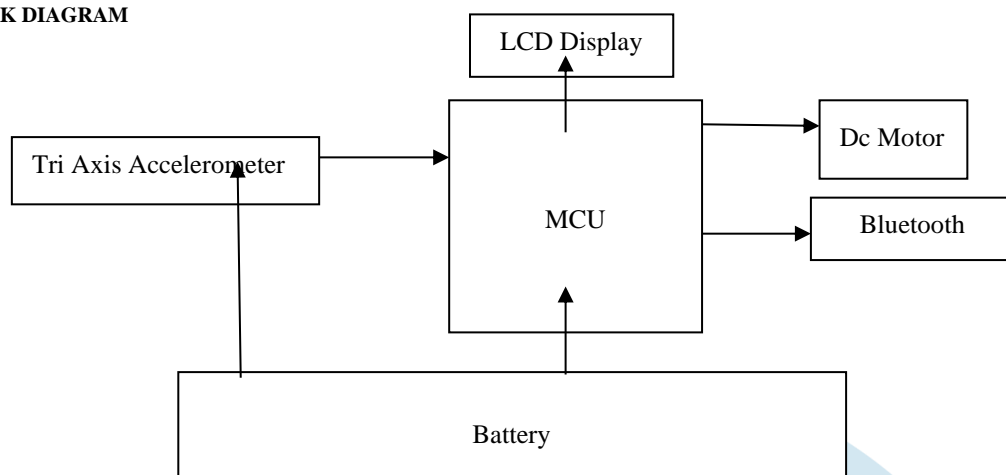 K DIAGRAM
LCD Display
Dc Motor
Tri Axis Accelerometer
MCU
Bluetooth
Battery